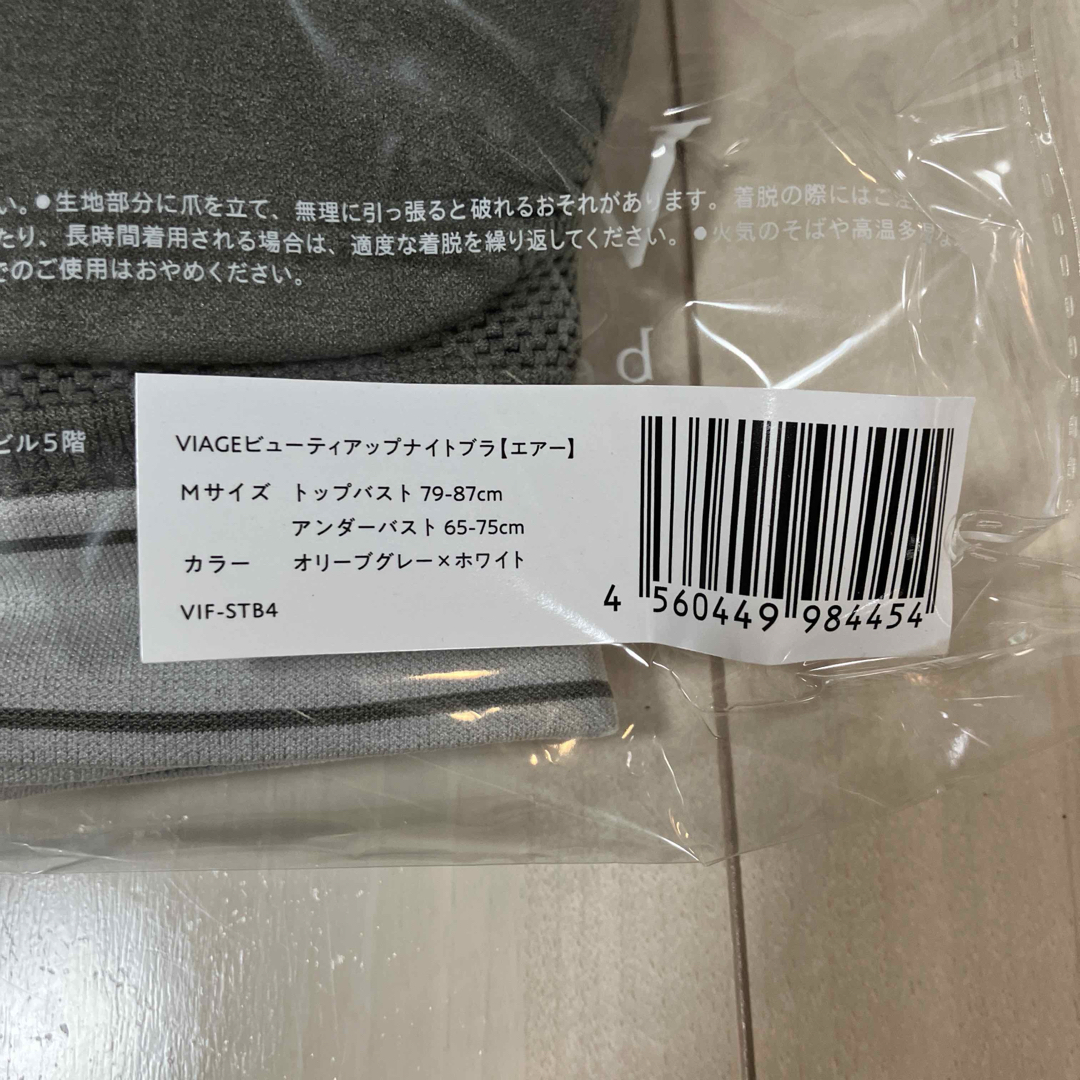 い。●生地部分に爪を立て、無理に引っ張ると破れるおそれがあります。着脱の際にはご注
たり、長時間着用される場合は、適度な着脱を繰り返してください。●火気のそばや高温多
でのご使用はおやめください。
V
d
ビル5階
VIAGEビューティアップナイトブラ【エアー】
Mサイズ トップバスト 79-87cm
アンダーバスト 65-75cm
カラー オリーブグレー×ホワイト
VIF-STB4
4 560449 984454